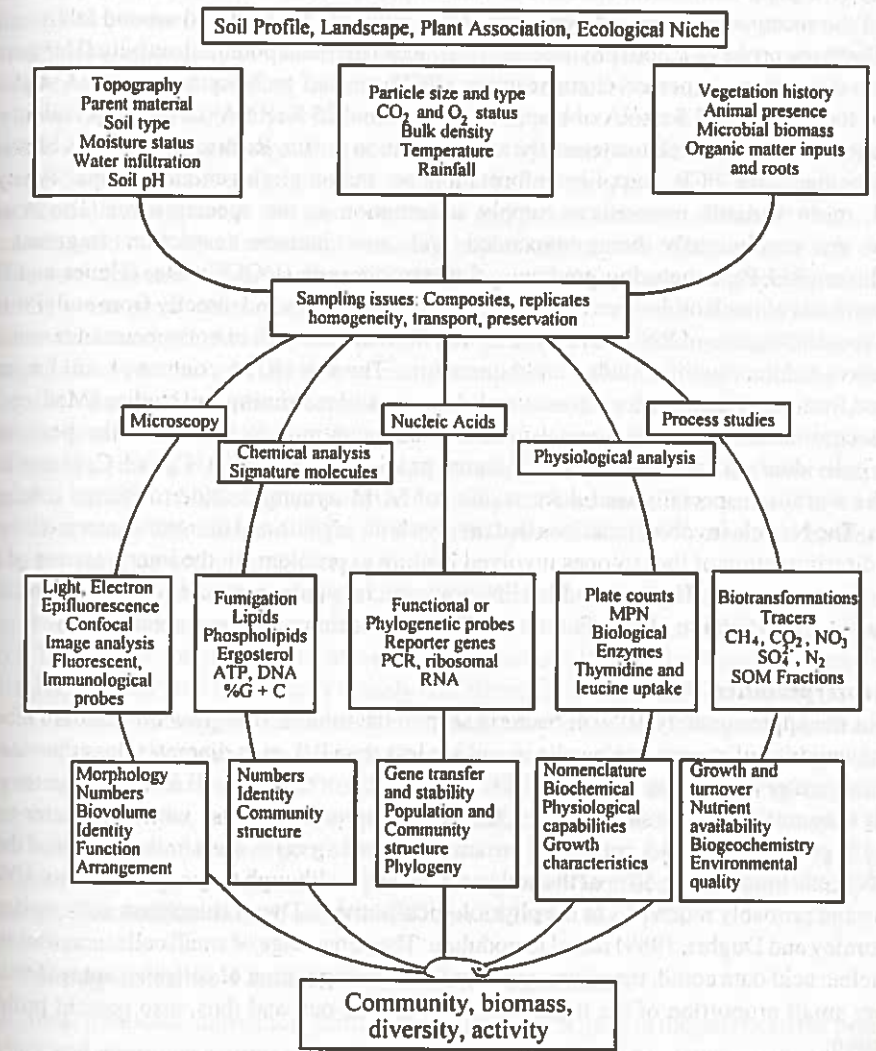 Soil Profile, Landscape, Plant Association, Ecological Niche
Topography
Parent material
Soil type
Moisture status
Water infiltration
Soil pH
Particle size and type
CO2 and O2 status
Bulk density
Temperature
Rainfall
Vegetation history
Animal presence
Microbial biomass
Organic matter inputs
and roots
Sampling issues: Composites, replicates
homogeneity, transport, preservation
Microscopy
Nucleic Acids
Process studies
Chemical analysis
Signature molecules
Physiological analysis
Light, Electron
Epifluorescence
Confocal
Image analysis
Fluorescent,
Immunological
probes
Fumigation
Lipids
Phospholipids
Ergosterol
ATP, DNA
%G + C
Functional or
Phylogenetic probes
Reporter genes
PCR, ribosomal
RNA
Plate counts
MPN
Biological
Enzymes
Thymidine and
leucine uptake
Biotransformations
Tracers
CH4, CO2, NO3
SO4-, N2
SOM Fractions
Morphology
Numbers
Biovolume
Identity
Function
Arrangement
Numbers
Identity
Community
structure
Gene transfer
and stability
Population and
Community
structure
Phylogeny
Nomenclature
Biochemical
Physiological
capabilities
Growth
characteristics
Growth and
turnover
Nutrient
availability
Biogeochemistry
Environmental
quality
Community, biomass,
diversity, activity